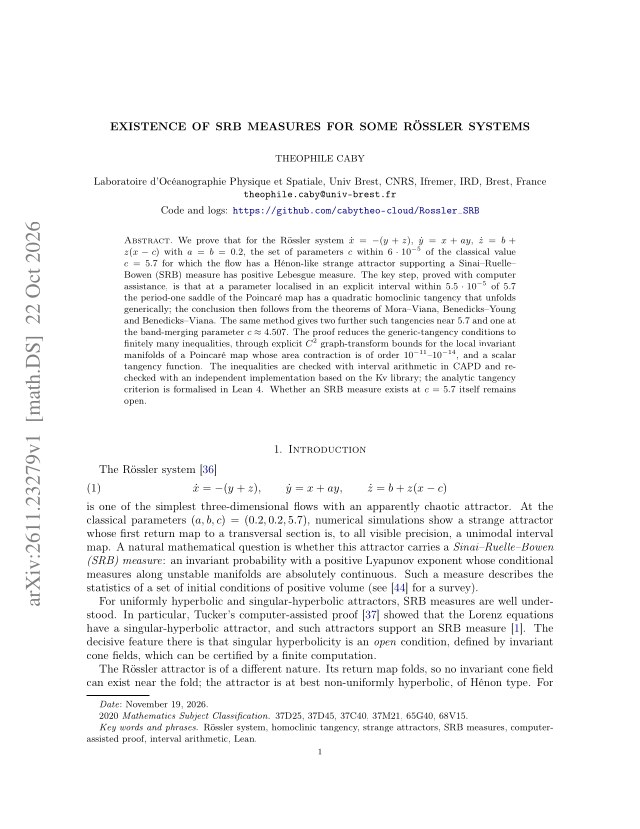 EXISTENCE OF SRB MEASURES FOR SOME RÖSSLER SYSTEMS
THEOPHILE CABY
Laboratoire d'Océanographie Physique et Spatiale, Univ Brest, CNRS, Ifremer, IRD, Brest, France
theophile.caby@univ-brest.fr
Code and logs: https://github.com/cabytheo-cloud/Rossler_SRB
Abstract. We prove that for the Rössler system ẋ = −(y + z), ẏ = x + ay, ż = b +
z(x − c) with a = b = 0.2, the set of parameters c within 6 · 10⁻⁵ of the classical value
c = 5.7 for which the flow has a Hénon-like strange attractor supporting a Sinai–Ruelle–
Bowen (SRB) measure has positive Lebesgue measure. The key step, proved with computer
assistance, is that at a parameter localised in an explicit interval within 5.5 · 10⁻⁵ of 5.7
the period-one saddle of the Poincaré map has a quadratic homoclinic tangency that unfolds
generically; the conclusion then follows from the theorems of Mora–Viana, Benedicks–Young
and Benedicks–Viana. The same method gives two further such tangencies near 5.7 and one at
the band-merging parameter c ≈ 4.507. The proof reduces the generic-tangency conditions to
finitely many inequalities, through explicit C² graph-transform bounds for the local invariant
manifolds of a Poincaré map whose area contraction is of order 10⁻¹¹–10⁻¹⁴, and a scalar
tangency function. The inequalities are checked with interval arithmetic in CAPD and re-
checked with an independent implementation based on the Kv library; the analytic tangency
criterion is formalised in Lean 4. Whether an SRB measure exists at c = 5.7 itself remains
open.
1. Introduction
The Rössler system [36]
(1) ẋ = −(y + z), ẏ = x + ay, ż = b + z(x − c)
is one of the simplest three-dimensional flows with an apparently chaotic attractor. At the
classical parameters (a, b, c) = (0.2, 0.2, 5.7), numerical simulations show a strange attractor
whose first return map to a transversal section is, to all visible precision, a unimodal interval
map. A natural mathematical question is whether this attractor carries a Sinai–Ruelle–Bowen
(SRB) measure: an invariant probability with a positive Lyapunov exponent whose conditional
measures along unstable manifolds are absolutely continuous. Such a measure describes the
statistics of a set of initial conditions of positive volume (see [44] for a survey).
For uniformly hyperbolic and singular-hyperbolic attractors, SRB measures are well under-
stood. In particular, Tucker's computer-assisted proof [37] showed that the Lorenz equations
have a singular-hyperbolic attractor, and such attractors support an SRB measure [1]. The
decisive feature there is that singular hyperbolicity is an open condition, defined by invariant
cone fields, which can be certified by a finite computation.
The Rössler attractor is of a different nature. Its return map folds, so no invariant cone field
can exist near the fold; the attractor is at best non-uniformly hyperbolic, of Hénon type. For
Date: November 19, 2026.
2020 Mathematics Subject Classification. 37D25, 37D45, 37C40, 37M21, 65G40, 68V15.
Key words and phrases. Rössler system, homoclinic tangency, strange attractors, SRB measures, computer-
assisted proof, interval arithmetic, Lean.
1
arXiv:2611.23279v1 [math.DS] 22 Oct 2026